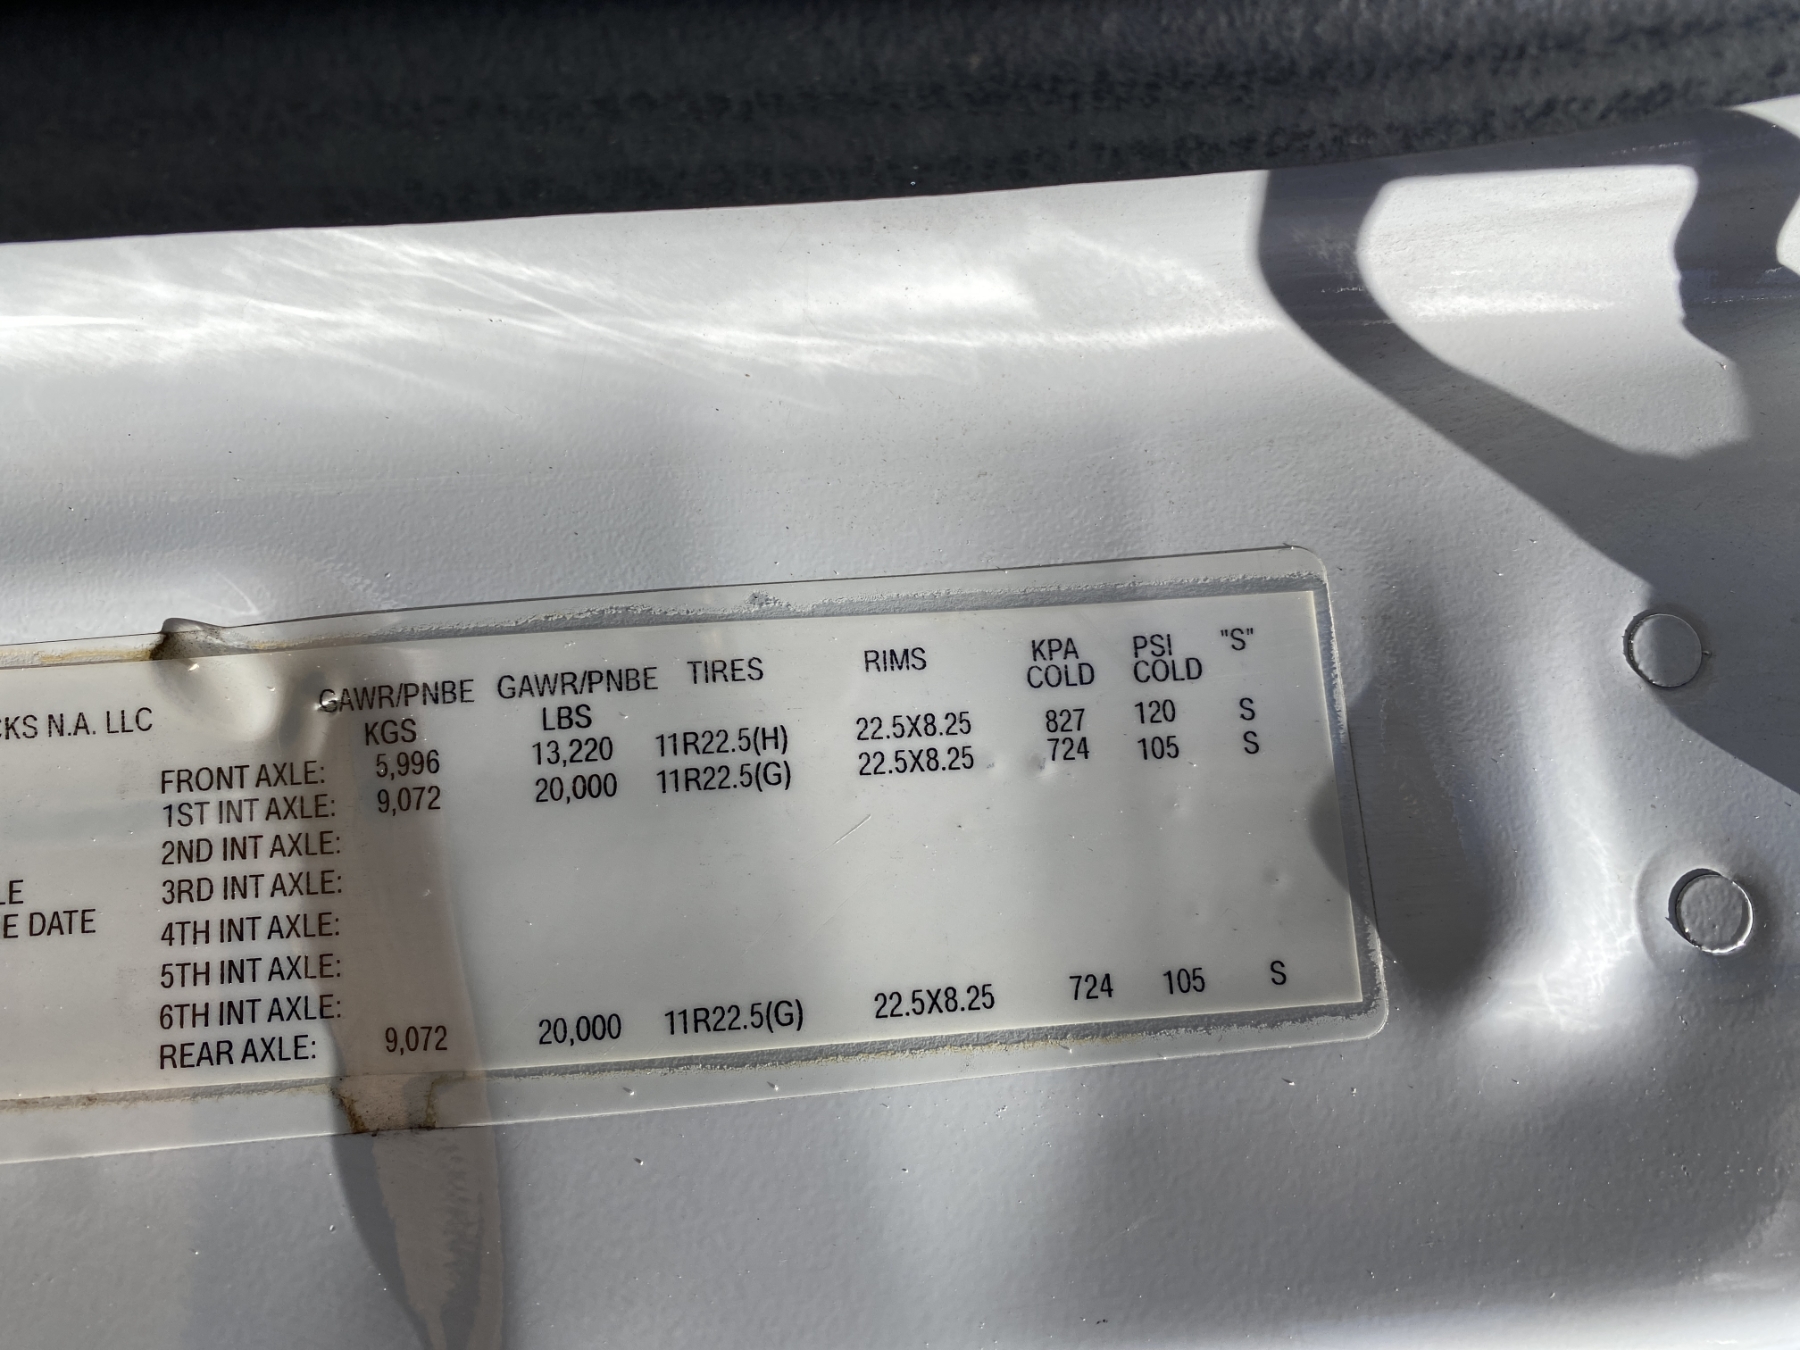 GAWR/PNBE GAWR/PNBE TIRES RIMS KPA PSI "S"
CKS N.A. LLC KGS LBS COLD COLD
FRONT AXLE: 5,996 13,220 11R22.5(H) 22.5X8.25 827 120 S
1ST INT AXLE: 9,072 20,000 11R22.5(G) 22.5X8.25 724 105 S
2ND INT AXLE:
LE 3RD INT AXLE:
E DATE 4TH INT AXLE:
5TH INT AXLE:
6TH INT AXLE:
REAR AXLE: 9,072 20,000 11R22.5(G) 22.5X8.25 724 105 S